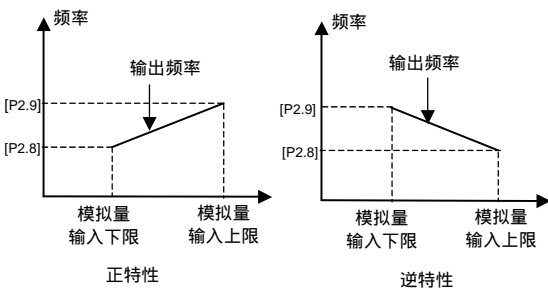 频率
输出频率
[P2.9]
[P2.8]
模拟量
输入下限
模拟量
输入上限
正特性
频率
输出频率
[P2.9]
[P2.8]
模拟量
输入下限
模拟量
输入上限
逆特性